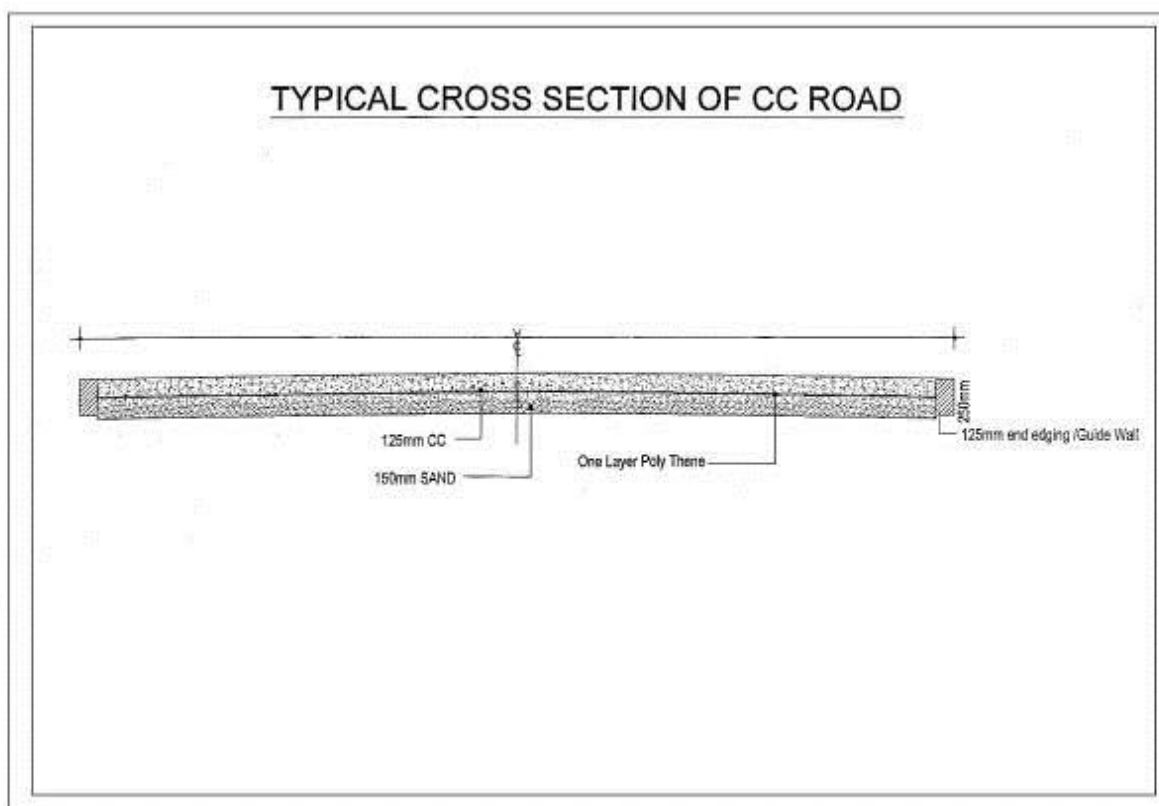 TYPICAL CROSS SECTION OF CC ROAD
125mm CC
150mm SAND
One Layer Poly Thene
250mm
125mm end edging /Guide Wall